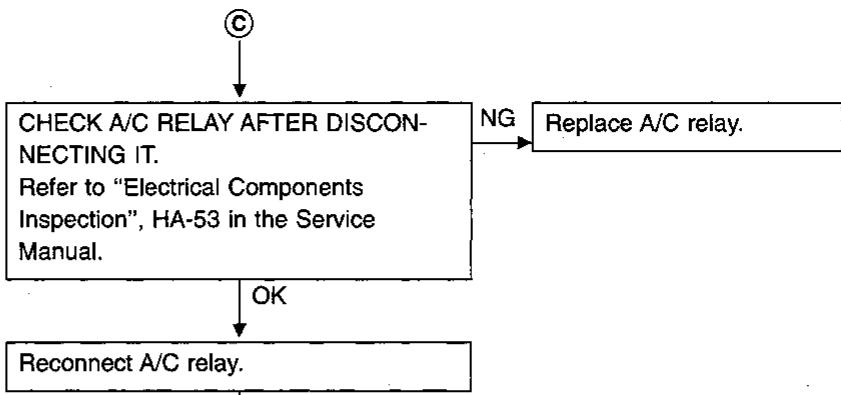 Ⓒ
CHECK A/C RELAY AFTER DISCON-
NECTING IT.
Refer to “Electrical Components
Inspection”, HA-53 in the Service
Manual.
NG
Replace A/C relay.
OK
Reconnect A/C relay.